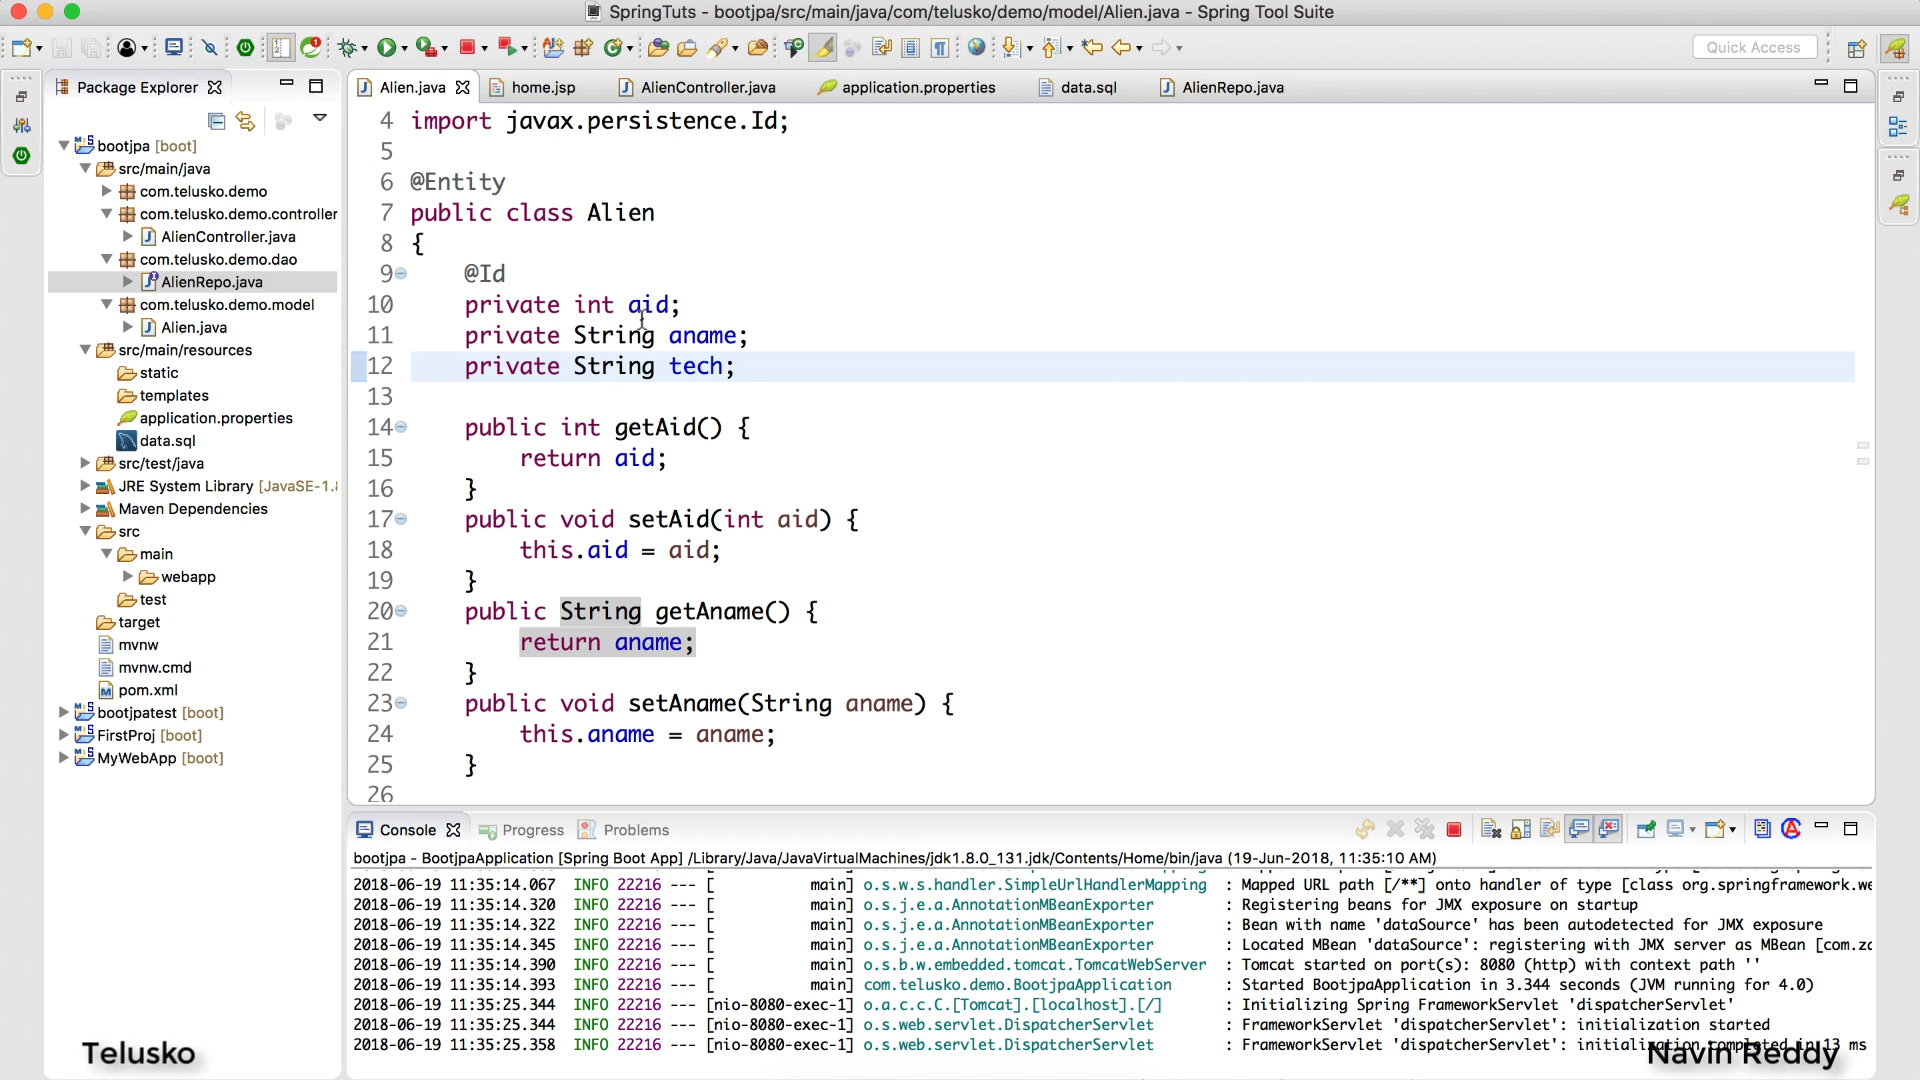 SpringTuts - bootjpa/src/main/java/com/telusko/demo/model/Alien.java - Spring Tool Suite
Quick Access
Package Explorer
Alien.java
home.jsp
AlienController.java
application.properties
data.sql
AlienRepo.java
bootjpa [boot]
src/main/java
com.telusko.demo
com.telusko.demo.controller
AlienController.java
com.telusko.demo.dao
AlienRepo.java
com.telusko.demo.model
Alien.java
src/main/resources
static
templates
application.properties
data.sql
src/test/java
JRE System Library [JavaSE-1.8
Maven Dependencies
src
main
webapp
test
target
mvnw
mvnw.cmd
pom.xml
bootjpatest [boot]
FirstProj [boot]
MyWebApp [boot]
4 import javax.persistence.Id;
5
6 @Entity
7 public class Alien
8 {
9 @Id
10 private int aid;
11 private String aname;
12 private String tech;
13
14 public int getAid() {
15 return aid;
16 }
17 public void setAid(int aid) {
18 this.aid = aid;
19 }
20 public String getAname() {
21 return aname;
22 }
23 public void setAname(String aname) {
24 this.aname = aname;
25 }
26
Console
Progress
Problems
bootjpa - BootjpaApplication [Spring Boot App] /Library/Java/JavaVirtualMachines/jdk1.8.0_131.jdk/Contents/Home/bin/java (19-Jun-2018, 11:35:10 AM)
2018-06-19 11:35:14.067 INFO 22216 --- [ main] o.s.w.s.handler.SimpleUrlHandlerMapping : Mapped URL path [/**] onto handler of type [class org.springframework.we
2018-06-19 11:35:14.320 INFO 22216 --- [ main] o.s.j.e.a.AnnotationMBeanExporter : Registering beans for JMX exposure on startup
2018-06-19 11:35:14.322 INFO 22216 --- [ main] o.s.j.e.a.AnnotationMBeanExporter : Bean with name 'dataSource' has been autodetected for JMX exposure
2018-06-19 11:35:14.345 INFO 22216 --- [ main] o.s.j.e.a.AnnotationMBeanExporter : Located MBean 'dataSource': registering with JMX server as MBean [com.za
2018-06-19 11:35:14.390 INFO 22216 --- [ main] o.s.b.w.embedded.tomcat.TomcatWebServer : Tomcat started on port(s): 8080 (http) with context path ''
2018-06-19 11:35:14.393 INFO 22216 --- [ main] com.telusko.demo.BootjpaApplication : Started BootjpaApplication in 3.344 seconds (JVM running for 4.0)
2018-06-19 11:35:25.344 INFO 22216 --- [nio-8080-exec-1] o.a.c.c.C.[Tomcat].[localhost].[/] : Initializing Spring FrameworkServlet 'dispatcherServlet'
2018-06-19 11:35:25.344 INFO 22216 --- [nio-8080-exec-1] o.s.web.servlet.DispatcherServlet : FrameworkServlet 'dispatcherServlet': initialization started
2018-06-19 11:35:25.358 INFO 22216 --- [nio-8080-exec-1] o.s.web.servlet.DispatcherServlet : FrameworkServlet 'dispatcherServlet': initialization completed in 13 ms
Telusko
Navin Reddy